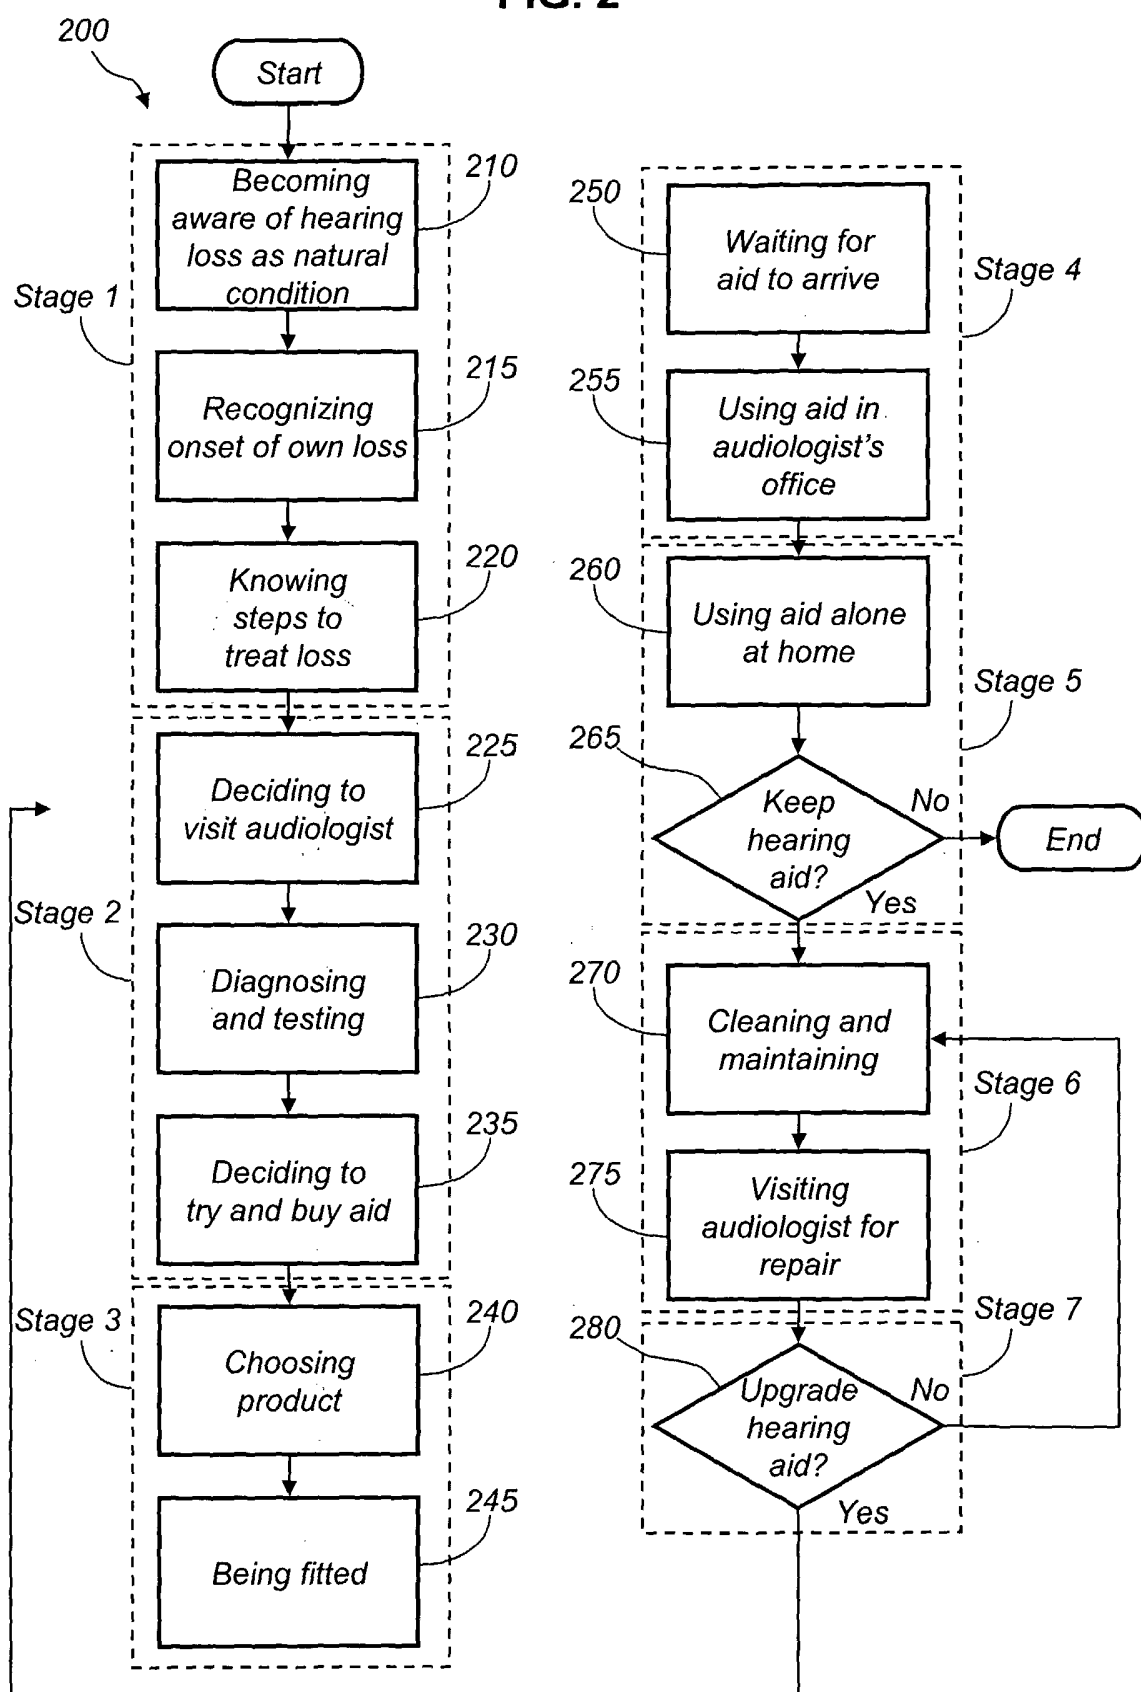 FIG. 2
200
Start
210
Becoming
aware of hearing
loss as natural
condition
Stage 1
215
Recognizing
onset of own loss
220
Knowing
steps to
treat loss
225
Deciding to
visit audiologist
Stage 2
230
Diagnosing
and testing
235
Deciding to
try and buy aid
Stage 3
240
Choosing
product
245
Being fitted
250
Waiting for
aid to arrive
Stage 4
255
Using aid in
audiologist's
office
260
Using aid alone
at home
Stage 5
265
Keep
hearing
aid?
No
End
Yes
270
Cleaning and
maintaining
Stage 6
275
Visiting
audiologist for
repair
Stage 7
280
Upgrade
hearing
aid?
No
Yes